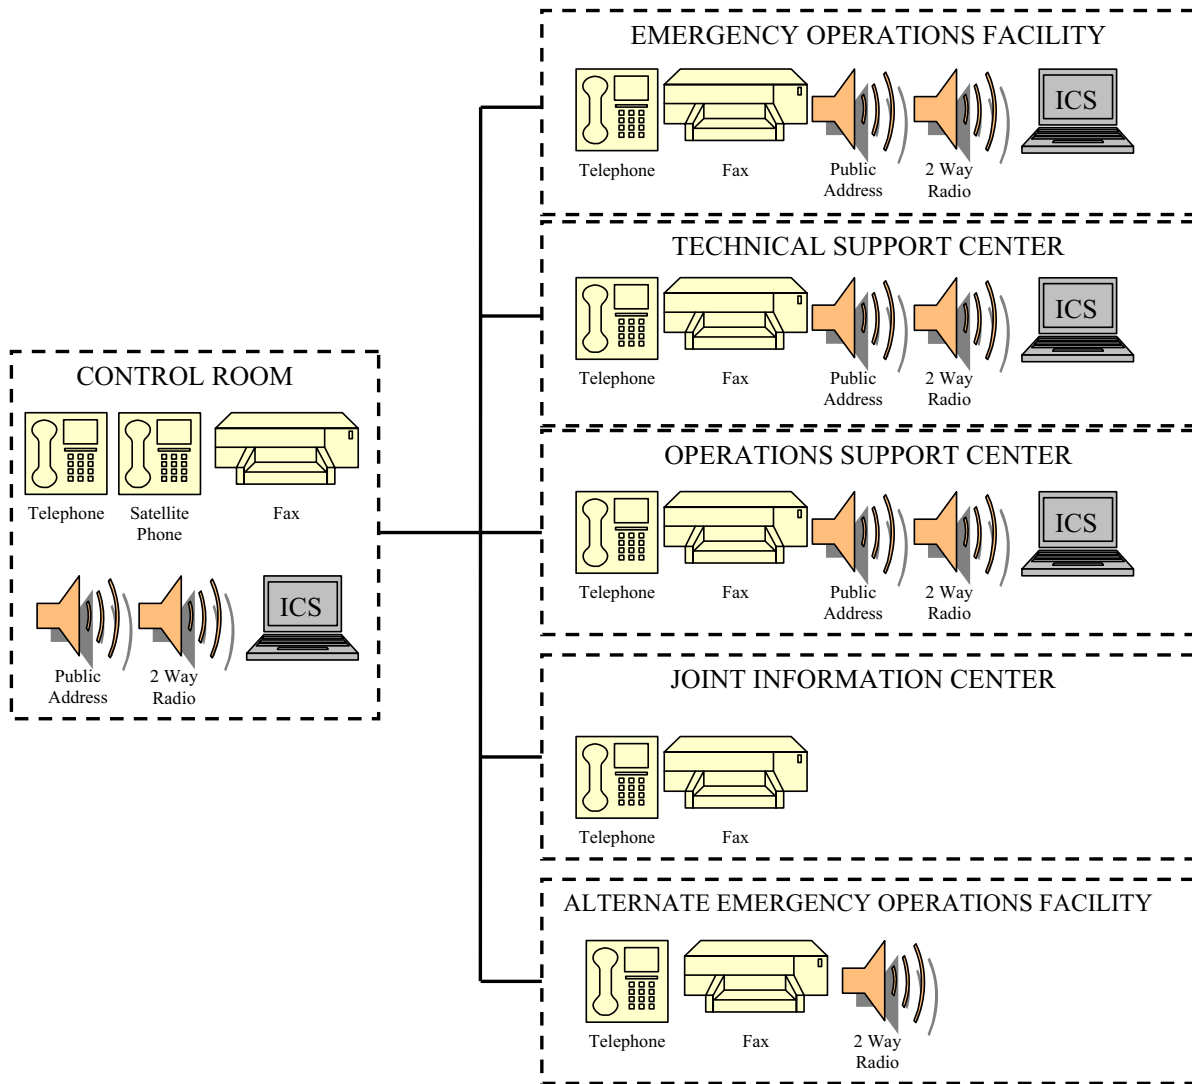 EMERGENCY OPERATIONS FACILITY
ICS
Telephone
Fax
Public
Address
2 Way
Radio
TECHNICAL SUPPORT CENTER
ICS
Telephone
Fax
Public
Address
2 Way
Radio
CONTROL ROOM
Telephone
Satellite
Phone
Fax
ICS
Public
Address
2 Way
Radio
OPERATIONS SUPPORT CENTER
ICS
Telephone
Fax
Public
Address
2 Way
Radio
JOINT INFORMATION CENTER
Telephone
Fax
ALTERNATE EMERGENCY OPERATIONS FACILITY
Telephone
Fax
2 Way
Radio